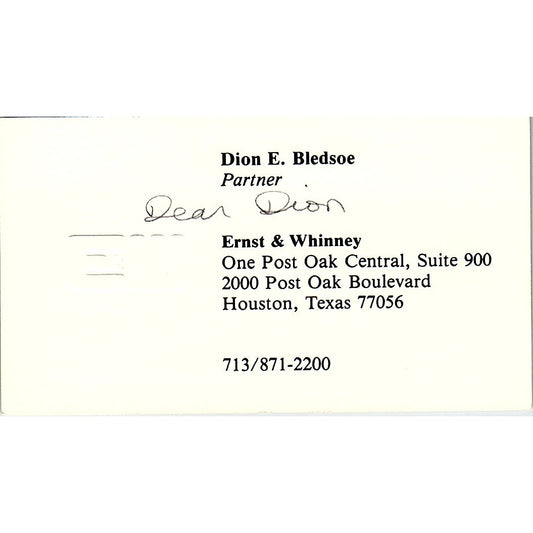 Dion E. Bledsoe
Partner
Dear Dion
Ernst & Whinney
One Post Oak Central, Suite 900
2000 Post Oak Boulevard
Houston, Texas 77056
713/871-2200